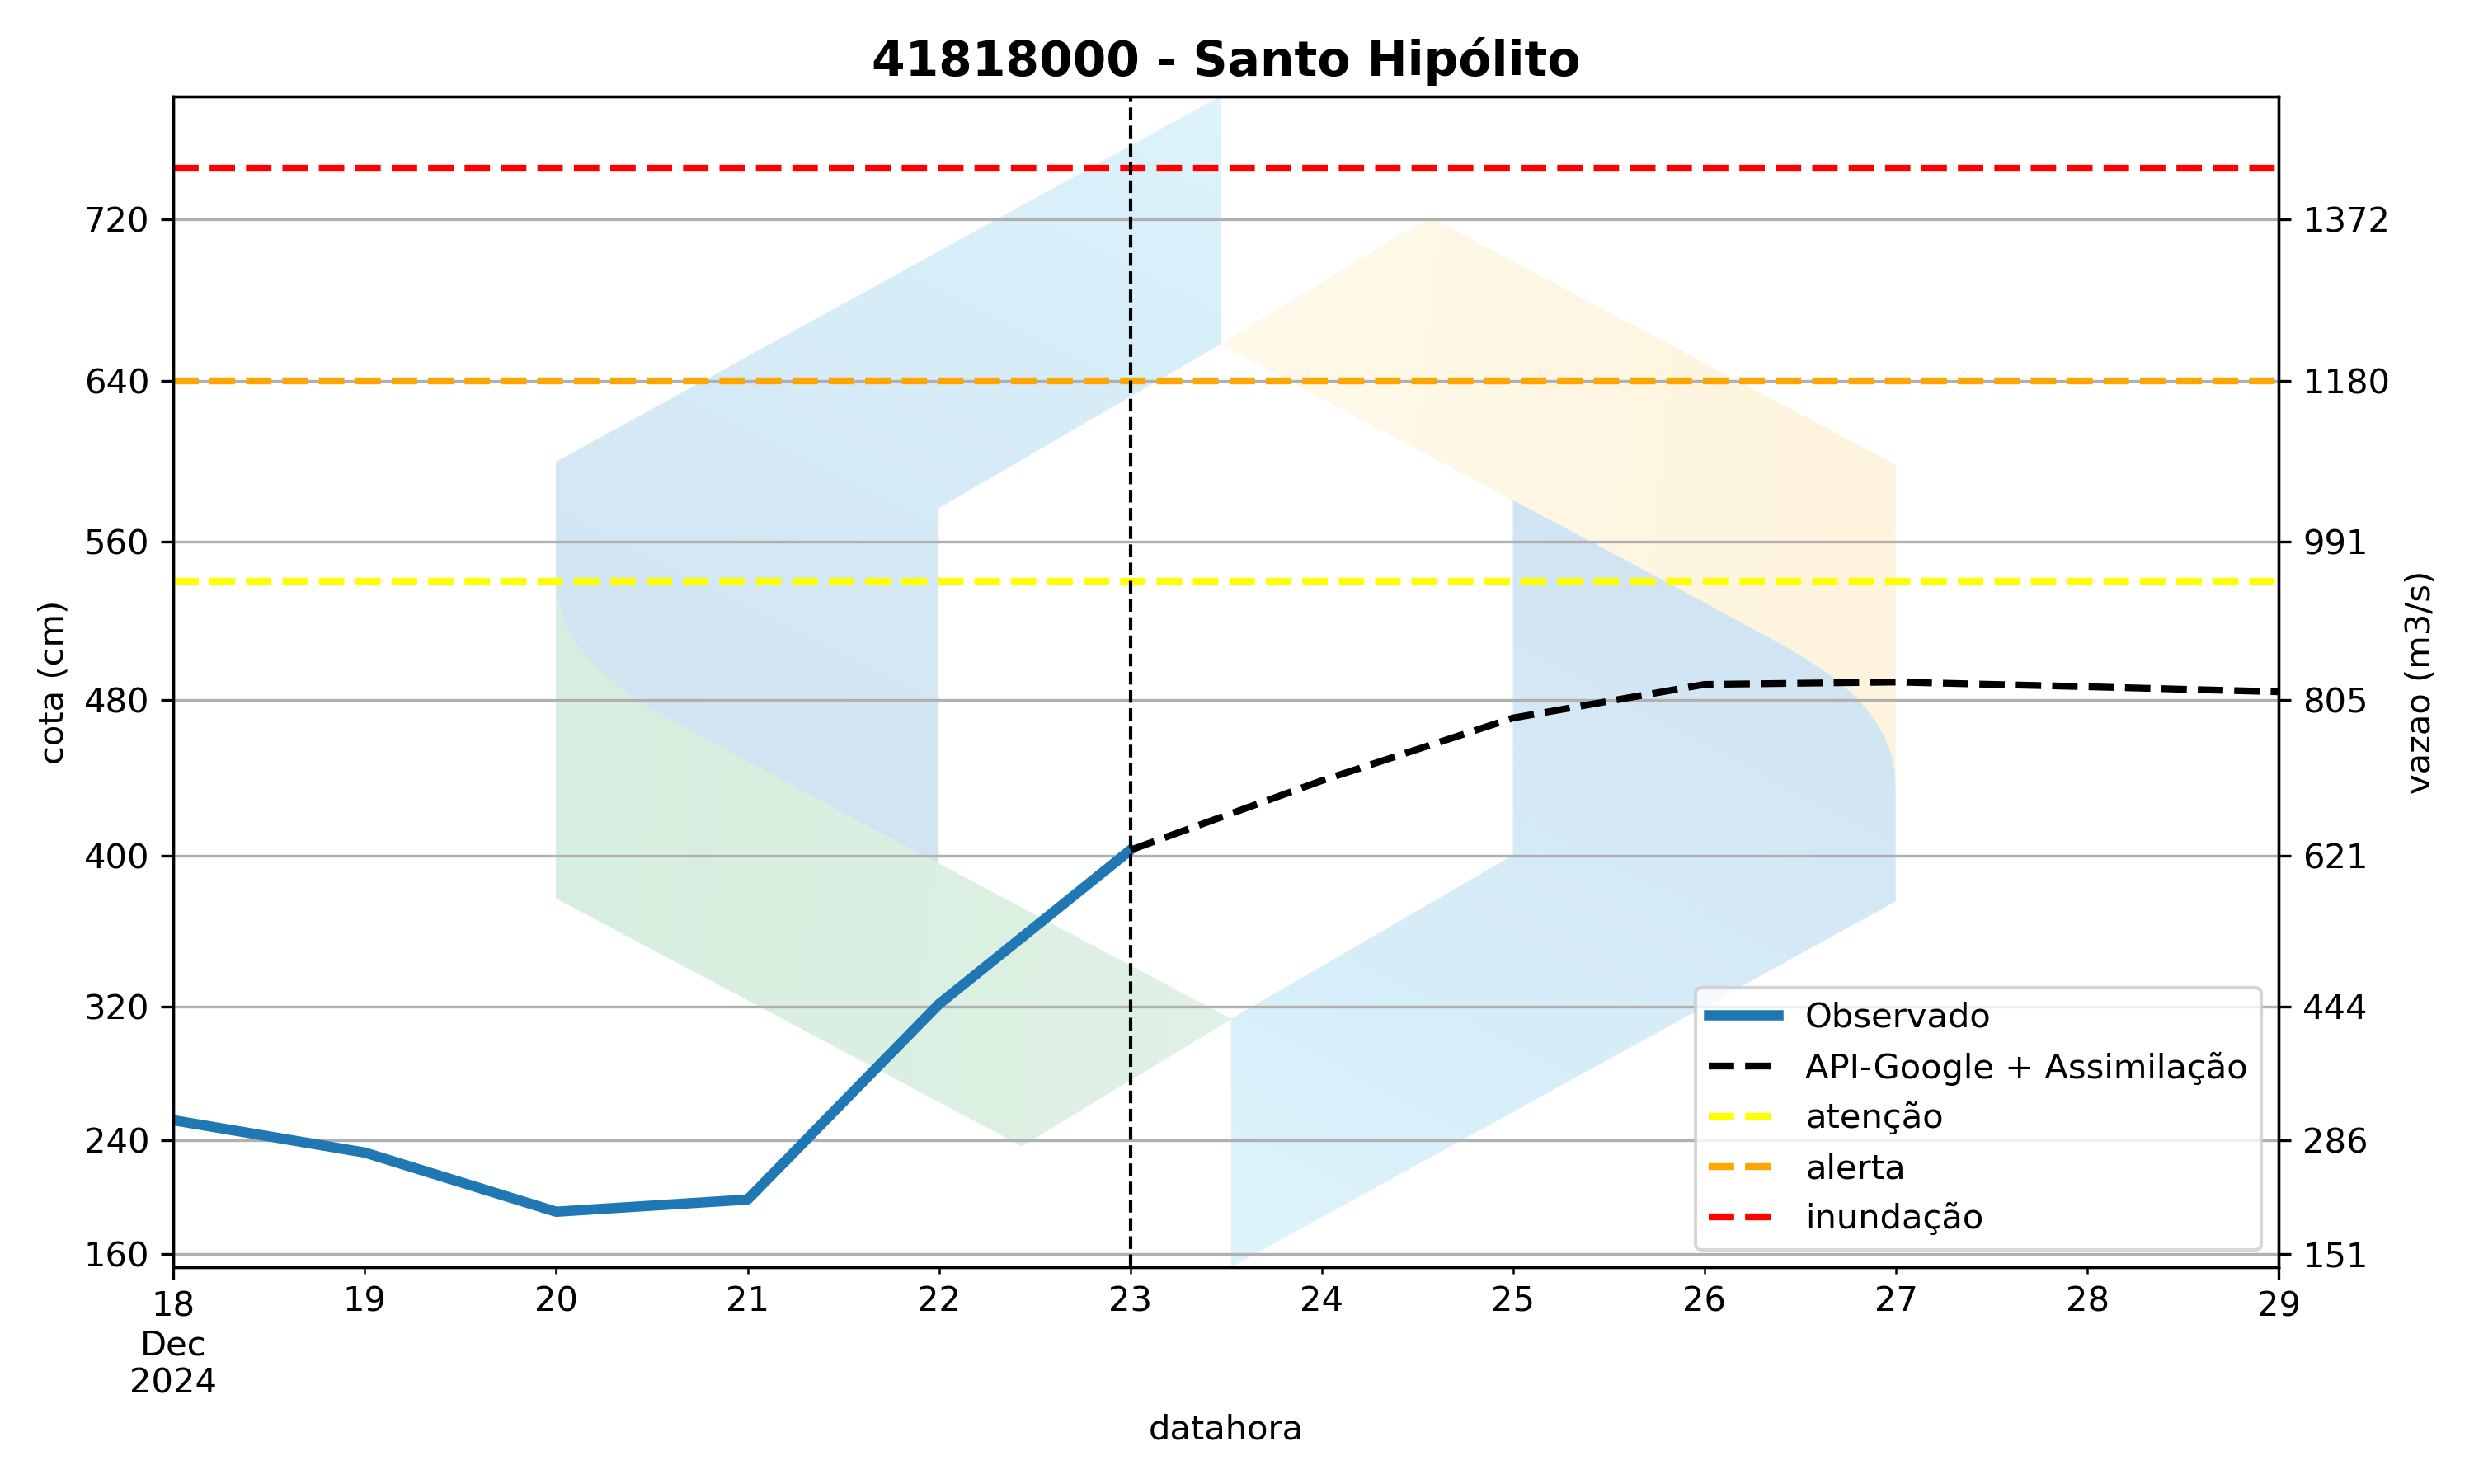 41818000 - Santo Hipólito
cota (cm)
720
640
560
480
400
320
240
160
1372
1180
991
805
621
444
286
151
vazao (m3/s)
Observado
API-Google + Assimilação
atenção
alerta
inundação
18 19 20 21 22 23 24 25 26 27 28 29
Dec
2024
datahora